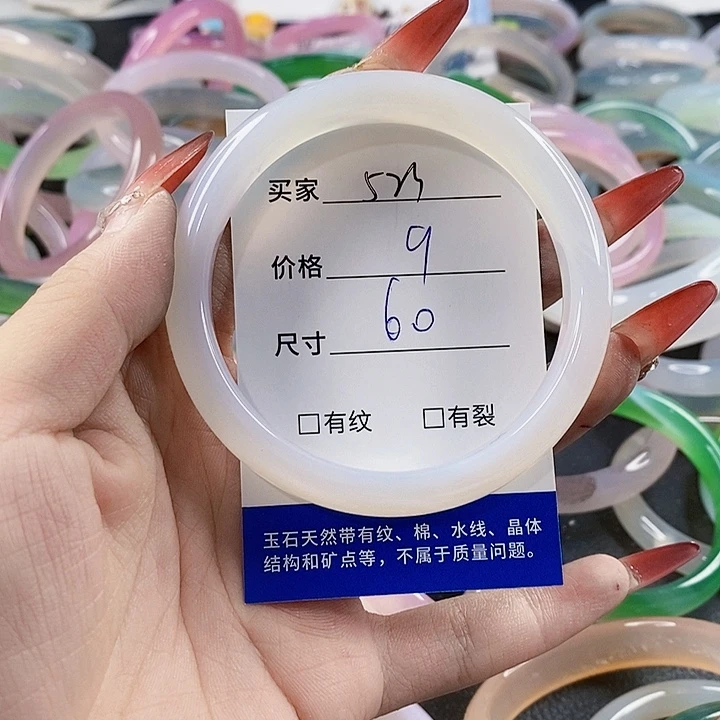 买家
价格 9
尺寸 60
□有纹 □有裂
玉石天然带有纹、棉、水线、晶体
结构和矿点等，不属于质量问题。